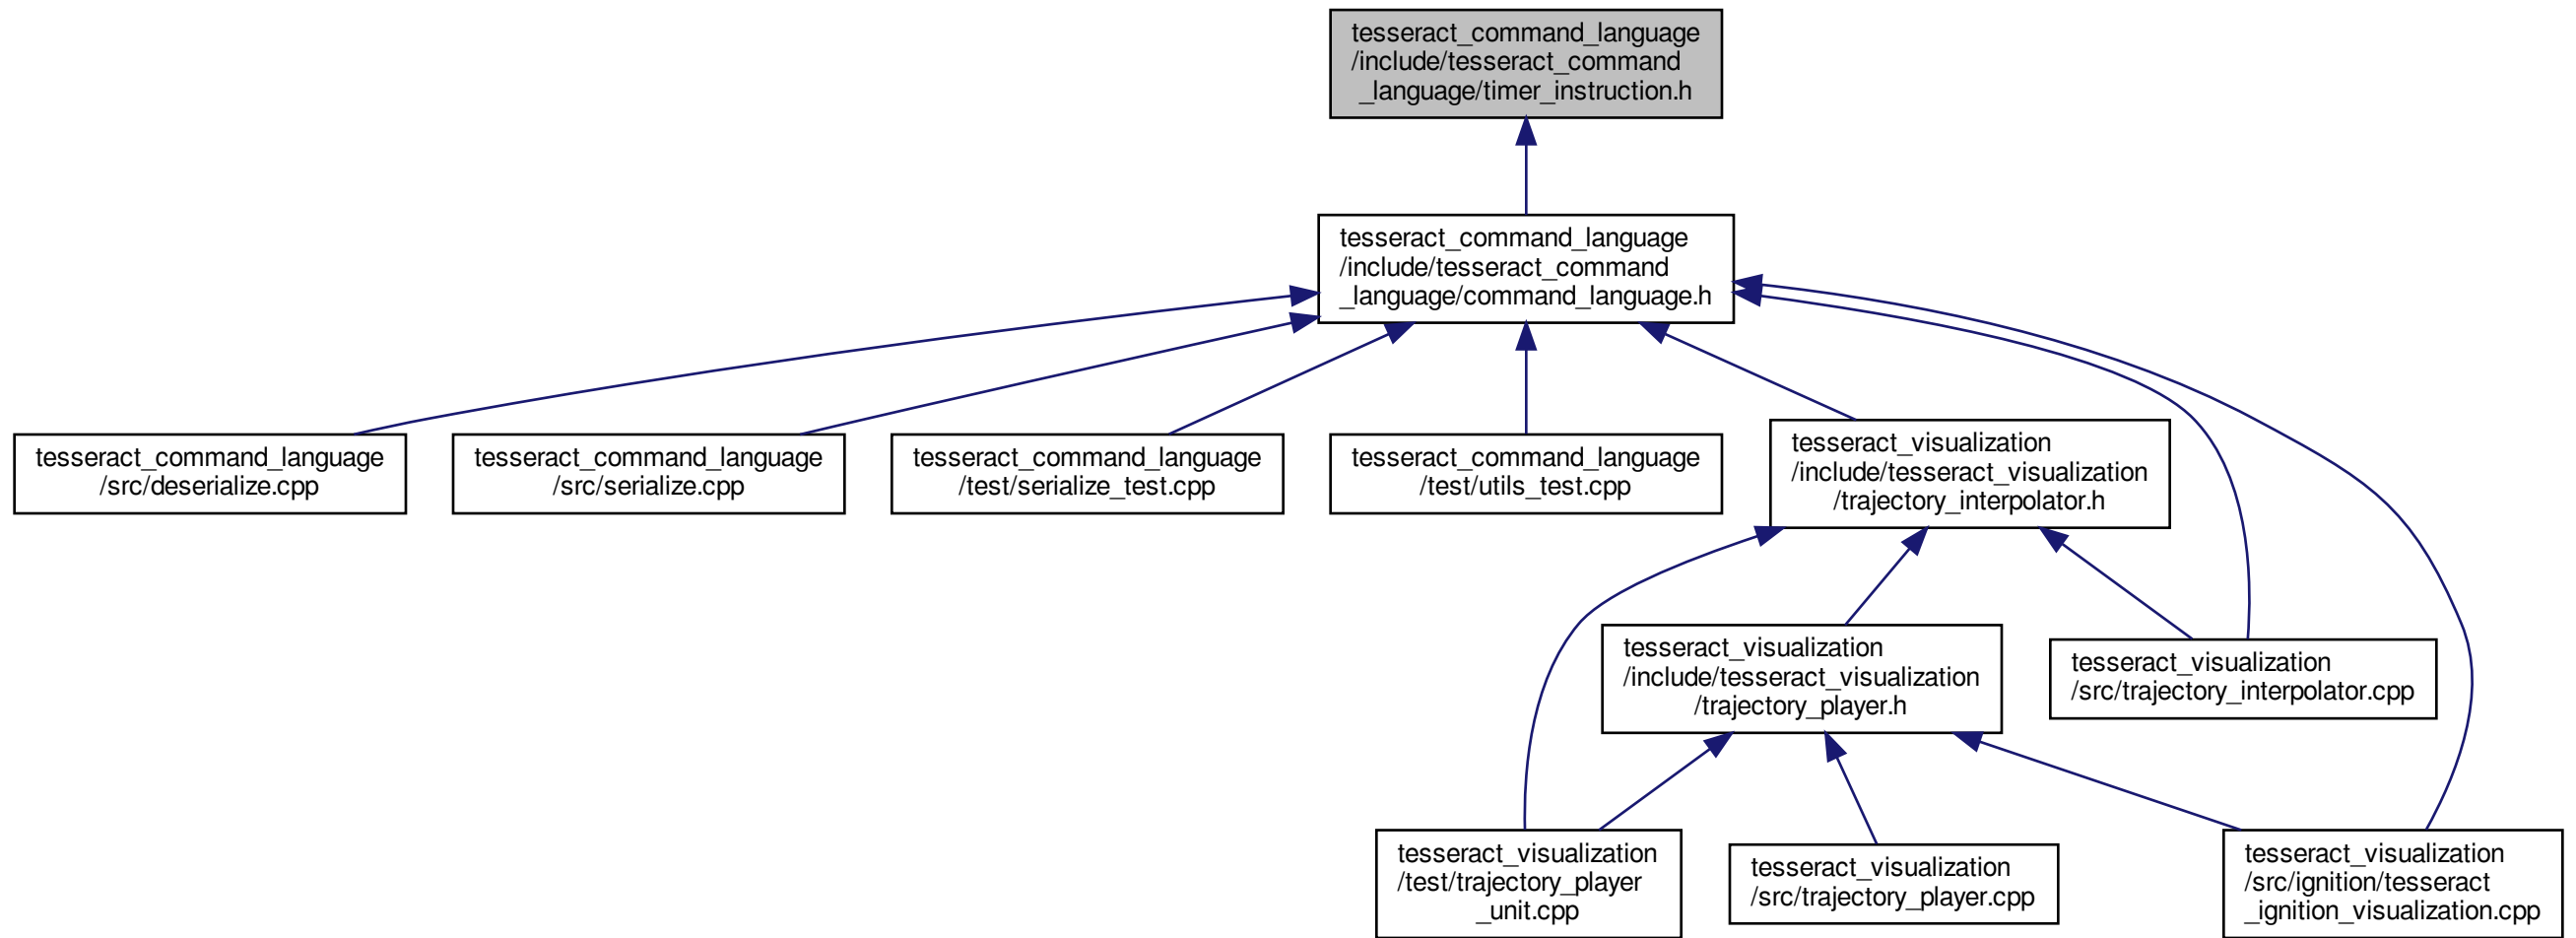 tesseract_command_language
/include/tesseract_command
_language/timer_instruction.h
tesseract_command_language
/include/tesseract_command
_language/command_language.h
tesseract_command_language
/src/deserialize.cpp
tesseract_command_language
/src/serialize.cpp
tesseract_command_language
/test/serialize_test.cpp
tesseract_command_language
/test/utils_test.cpp
tesseract_visualization
/include/tesseract_visualization
/trajectory_interpolator.h
tesseract_visualization
/include/tesseract_visualization
/trajectory_player.h
tesseract_visualization
/src/trajectory_interpolator.cpp
tesseract_visualization
/test/trajectory_player
_unit.cpp
tesseract_visualization
/src/trajectory_player.cpp
tesseract_visualization
/src/ignition/tesseract
_ignition_visualization.cpp